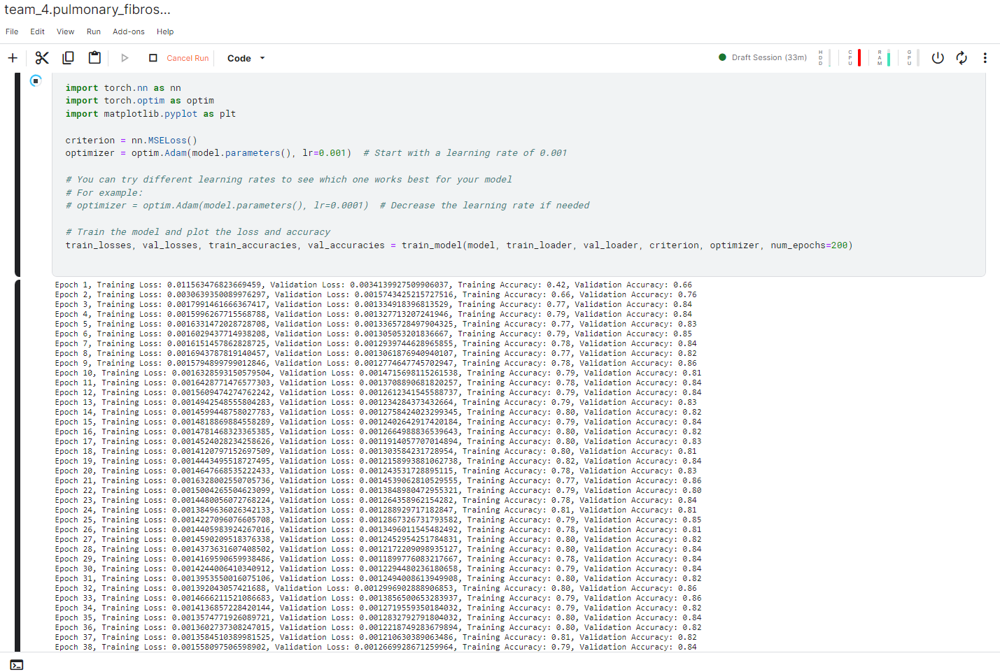 team_4.pulmonary_fibros...
File Edit View Run Add-ons Help
Cancel Run Code Draft Session (33m) HDD CPU RAM GPU
import torch.nn as nn
import torch.optim as optim
import matplotlib.pyplot as plt
criterion = nn.MSELoss()
optimizer = optim.Adam(model.parameters(), lr=0.001)  # Start with a learning rate of 0.001
# You can try different learning rates to see which one works best for your model
# For example:
# optimizer = optim.Adam(model.parameters(), lr=0.0001)  # Decrease the learning rate if needed
# Train the model and plot the loss and accuracy
train_losses, val_losses, train_accuracies, val_accuracies = train_model(model, train_loader, val_loader, criterion, optimizer, num_epochs=200)
Epoch 1, Training Loss: 0.011563476823669459, Validation Loss: 0.0034139927509906037, Training Accuracy: 0.42, Validation Accuracy: 0.66
Epoch 2, Training Loss: 0.0030639350089976297, Validation Loss: 0.0015743425215727516, Training Accuracy: 0.66, Validation Accuracy: 0.76
Epoch 3, Training Loss: 0.0017991461666367417, Validation Loss: 0.001334918396813529, Training Accuracy: 0.77, Validation Accuracy: 0.84
Epoch 4, Training Loss: 0.0015996267715568788, Validation Loss: 0.001327713207241946, Training Accuracy: 0.79, Validation Accuracy: 0.84
Epoch 5, Training Loss: 0.0016331472028728708, Validation Loss: 0.0013365728497904325, Training Accuracy: 0.77, Validation Accuracy: 0.83
Epoch 6, Training Loss: 0.0016029437714938208, Validation Loss: 0.001305053201836667, Training Accuracy: 0.79, Validation Accuracy: 0.85
Epoch 7, Training Loss: 0.0016151457862828725, Validation Loss: 0.0012939744628965855, Training Accuracy: 0.78, Validation Accuracy: 0.84
Epoch 8, Training Loss: 0.0016943787819140457, Validation Loss: 0.0013061876940940107, Training Accuracy: 0.77, Validation Accuracy: 0.82
Epoch 9, Training Loss: 0.0015794899799012846, Validation Loss: 0.0012774647745702947, Training Accuracy: 0.78, Validation Accuracy: 0.86
Epoch 10, Training Loss: 0.0016328593150579504, Validation Loss: 0.0014715698115261538, Training Accuracy: 0.79, Validation Accuracy: 0.81
Epoch 11, Training Loss: 0.0016428771476577303, Validation Loss: 0.0013708890681820257, Training Accuracy: 0.78, Validation Accuracy: 0.84
Epoch 12, Training Loss: 0.0015609474274762242, Validation Loss: 0.0012612341545588737, Training Accuracy: 0.79, Validation Accuracy: 0.84
Epoch 13, Training Loss: 0.0014942548555804283, Validation Loss: 0.001234284373432664, Training Accuracy: 0.79, Validation Accuracy: 0.83
Epoch 14, Training Loss: 0.0014599448758027783, Validation Loss: 0.0012758424023299345, Training Accuracy: 0.80, Validation Accuracy: 0.82
Epoch 15, Training Loss: 0.0014818869884558289, Validation Loss: 0.0012402642917420184, Training Accuracy: 0.79, Validation Accuracy: 0.84
Epoch 16, Training Loss: 0.0014781468323365385, Validation Loss: 0.0012664988836539643, Training Accuracy: 0.80, Validation Accuracy: 0.82
Epoch 17, Training Loss: 0.0014524028234258626, Validation Loss: 0.0011914057707014894, Training Accuracy: 0.80, Validation Accuracy: 0.83
Epoch 18, Training Loss: 0.0014120797152697509, Validation Loss: 0.001303584231728954, Training Accuracy: 0.80, Validation Accuracy: 0.81
Epoch 19, Training Loss: 0.0014443495518727495, Validation Loss: 0.0012158993881062738, Training Accuracy: 0.82, Validation Accuracy: 0.84
Epoch 20, Training Loss: 0.0014647668535222433, Validation Loss: 0.001243531728895115, Training Accuracy: 0.78, Validation Accuracy: 0.83
Epoch 21, Training Loss: 0.0016328002550705736, Validation Loss: 0.0014539062810529555, Training Accuracy: 0.77, Validation Accuracy: 0.86
Epoch 22, Training Loss: 0.0015004265504623099, Validation Loss: 0.0013848980472955321, Training Accuracy: 0.79, Validation Accuracy: 0.80
Epoch 23, Training Loss: 0.0014480056072768224, Validation Loss: 0.001264358962154282, Training Accuracy: 0.78, Validation Accuracy: 0.84
Epoch 24, Training Loss: 0.0013849636026342133, Validation Loss: 0.001288929717182847, Training Accuracy: 0.81, Validation Accuracy: 0.81
Epoch 25, Training Loss: 0.0014227096076605708, Validation Loss: 0.0012867326731793582, Training Accuracy: 0.79, Validation Accuracy: 0.85
Epoch 26, Training Loss: 0.0014405983924267016, Validation Loss: 0.0013496011545482492, Training Accuracy: 0.78, Validation Accuracy: 0.81
Epoch 27, Training Loss: 0.0014590209518376338, Validation Loss: 0.0012452954251784831, Training Accuracy: 0.80, Validation Accuracy: 0.82
Epoch 28, Training Loss: 0.0014373631607408502, Validation Loss: 0.0012172209098935127, Training Accuracy: 0.80, Validation Accuracy: 0.84
Epoch 29, Training Loss: 0.0014169590659938486, Validation Loss: 0.0011899776083217667, Training Accuracy: 0.78, Validation Accuracy: 0.84
Epoch 30, Training Loss: 0.0014244006410340912, Validation Loss: 0.0012294480236180658, Training Accuracy: 0.79, Validation Accuracy: 0.84
Epoch 31, Training Loss: 0.0013953550016075106, Validation Loss: 0.0012494008613949908, Training Accuracy: 0.80, Validation Accuracy: 0.82
Epoch 32, Training Loss: 0.001392043057421688, Validation Loss: 0.0012996902888906853, Training Accuracy: 0.80, Validation Accuracy: 0.86
Epoch 33, Training Loss: 0.0014666211521086683, Validation Loss: 0.0013856500653283937, Training Accuracy: 0.79, Validation Accuracy: 0.86
Epoch 34, Training Loss: 0.0014136857228420144, Validation Loss: 0.0012719559350184032, Training Accuracy: 0.79, Validation Accuracy: 0.82
Epoch 35, Training Loss: 0.0013574771926089721, Validation Loss: 0.0012832792791804032, Training Accuracy: 0.80, Validation Accuracy: 0.84
Epoch 36, Training Loss: 0.0013602737308247015, Validation Loss: 0.0012218749283679894, Training Accuracy: 0.80, Validation Accuracy: 0.82
Epoch 37, Training Loss: 0.0013584510389981525, Validation Loss: 0.001210630389063486, Training Accuracy: 0.81, Validation Accuracy: 0.82
Epoch 38, Training Loss: 0.001558097506598902, Validation Loss: 0.0012669928671259964, Training Accuracy: 0.79, Validation Accuracy: 0.84